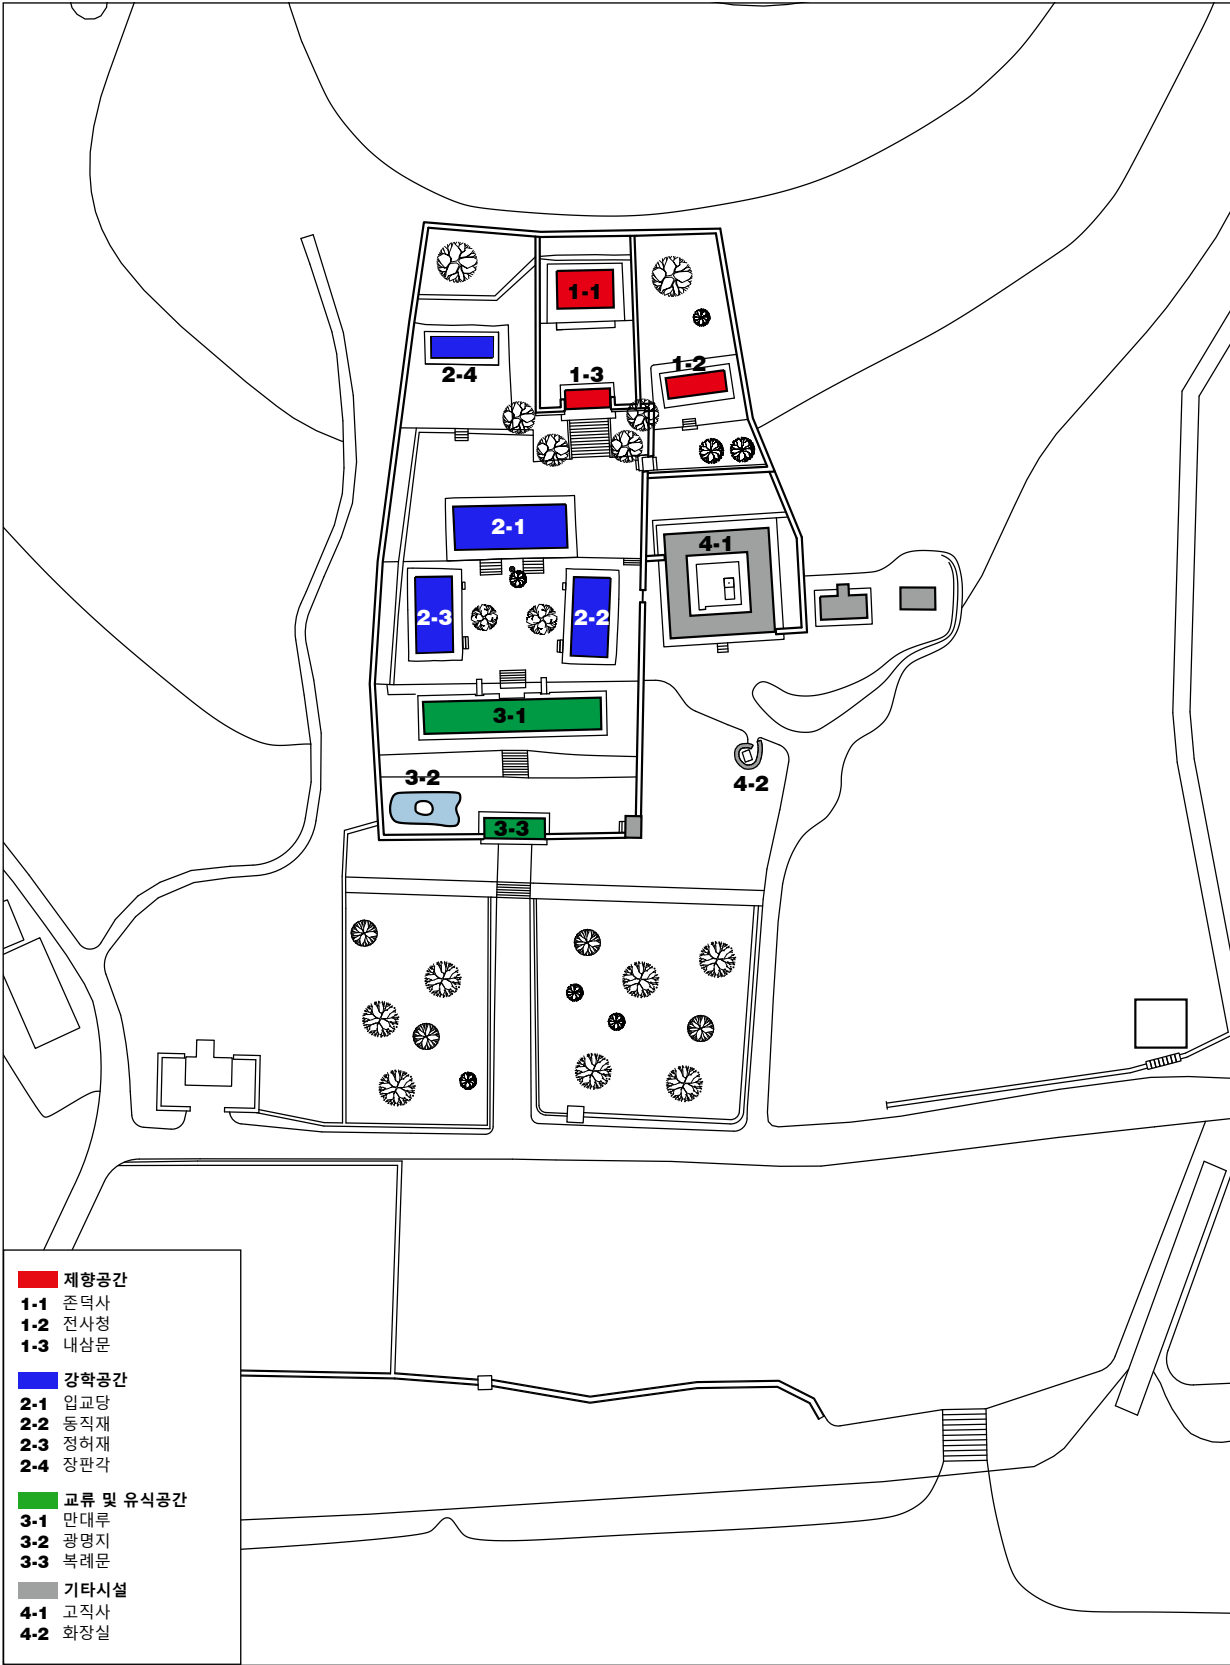 1-1
1-2
1-3
2-4
2-1
4-1
2-3
2-2
3-1
3-2
4-2
3-3
제향공간
1-1 존덕사
1-2 전사청
1-3 내삼문
강학공간
2-1 입교당
2-2 동직재
2-3 정허재
2-4 장판각
교류 및 유식공간
3-1 만대루
3-2 광명지
3-3 복례문
기타시설
4-1 고직사
4-2 화장실